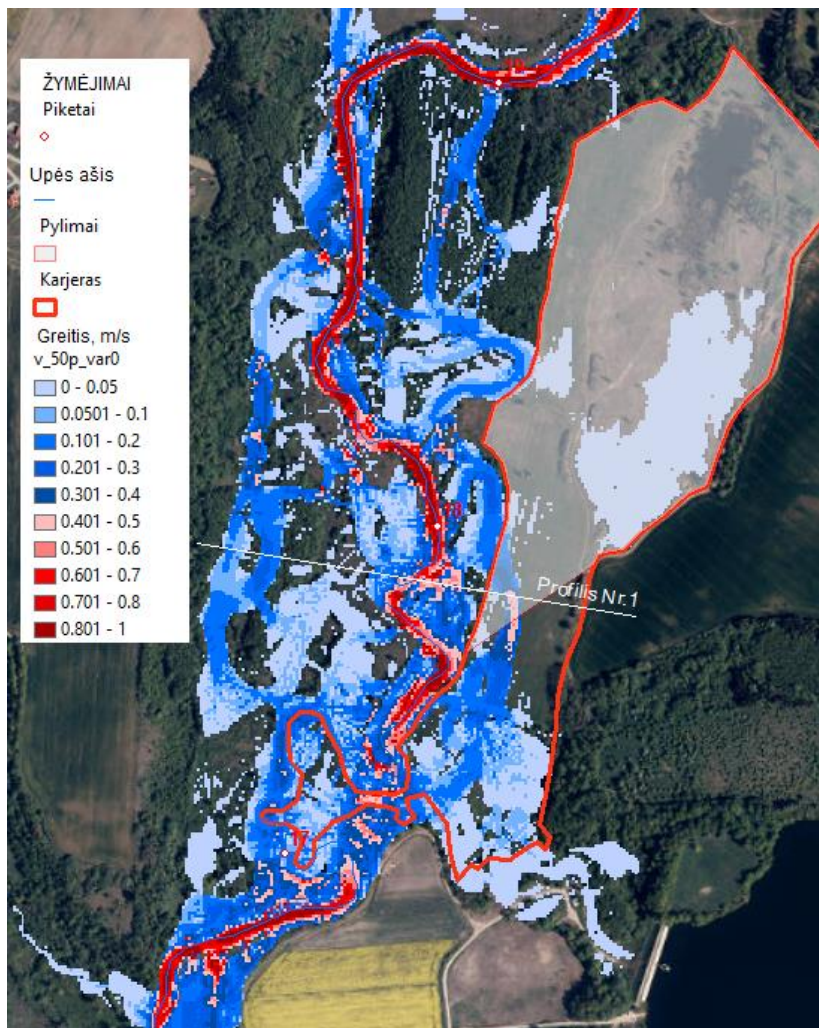 ŽYMĖJIMAI
Piketai
Upės ašis
Pylimai
Karjeras
Greitis, m/s
v_50p_var0
0 - 0.05
0.0501 - 0.1
0.101 - 0.2
0.201 - 0.3
0.301 - 0.4
0.401 - 0.5
0.501 - 0.6
0.601 - 0.7
0.701 - 0.8
0.801 - 1
19
18
Profilis Nr.1